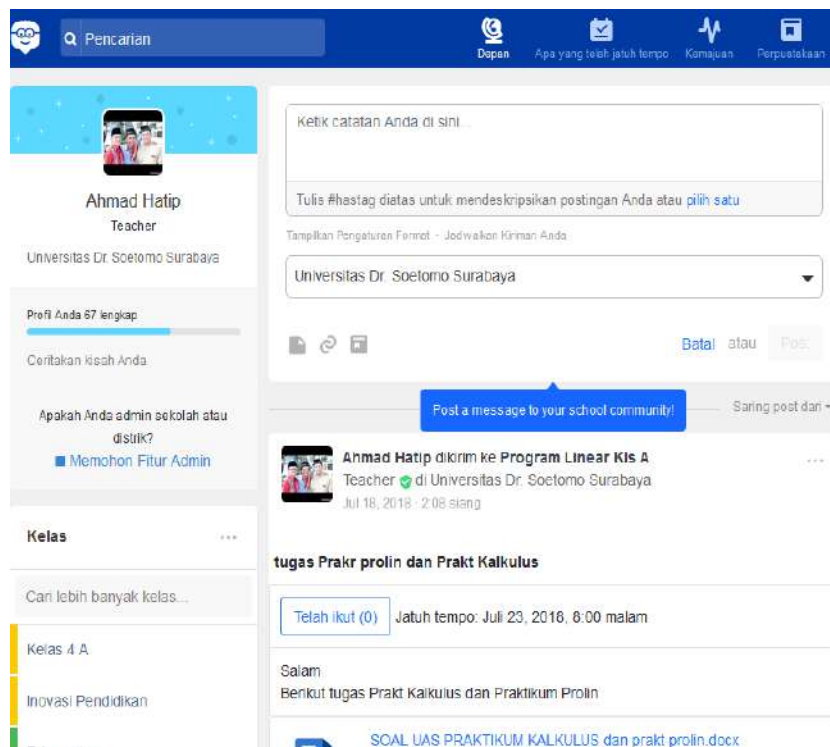 Pencarian
Depan
Apa yang telah jatuh tempo
Kemajuan
Perpustakaan
Ahmad Hatip
Teacher
Universitas Dr. Soetomo Surabaya
Profil Anda 67 lengkap
Ceritakan kisah Anda
Apakah Anda admin sekolah atau
distrik?
Memohon Fitur Admin
Kelas
Cari lebih banyak kelas...
Kelas 4 A
Inovasi Pendidikan
Ketik catatan Anda di sini...
Tulis #hastag diatas untuk mendeskripsikan postingan Anda atau pilih satu
Tampilkan Pengaturan Format - Jadwalkan Kiriman Anda
Universitas Dr. Soetomo Surabaya
Batal atau Post
Post a message to your school community!
Saring post dari
Ahmad Hatip dikirim ke Program Linear Kls A
Teacher di Universitas Dr. Soetomo Surabaya
Jul 18, 2018 · 2:08 siang
tugas Prakr prolin dan Prakt Kalkulus
Telah ikut (0) Jatuh tempo: Juli 23, 2018, 8:00 malam
Salam
Berikut tugas Prakt Kalkulus dan Praktikum Prolin
SOAL UAS PRAKTIKUM KALKULUS dan prakt prolin.docx